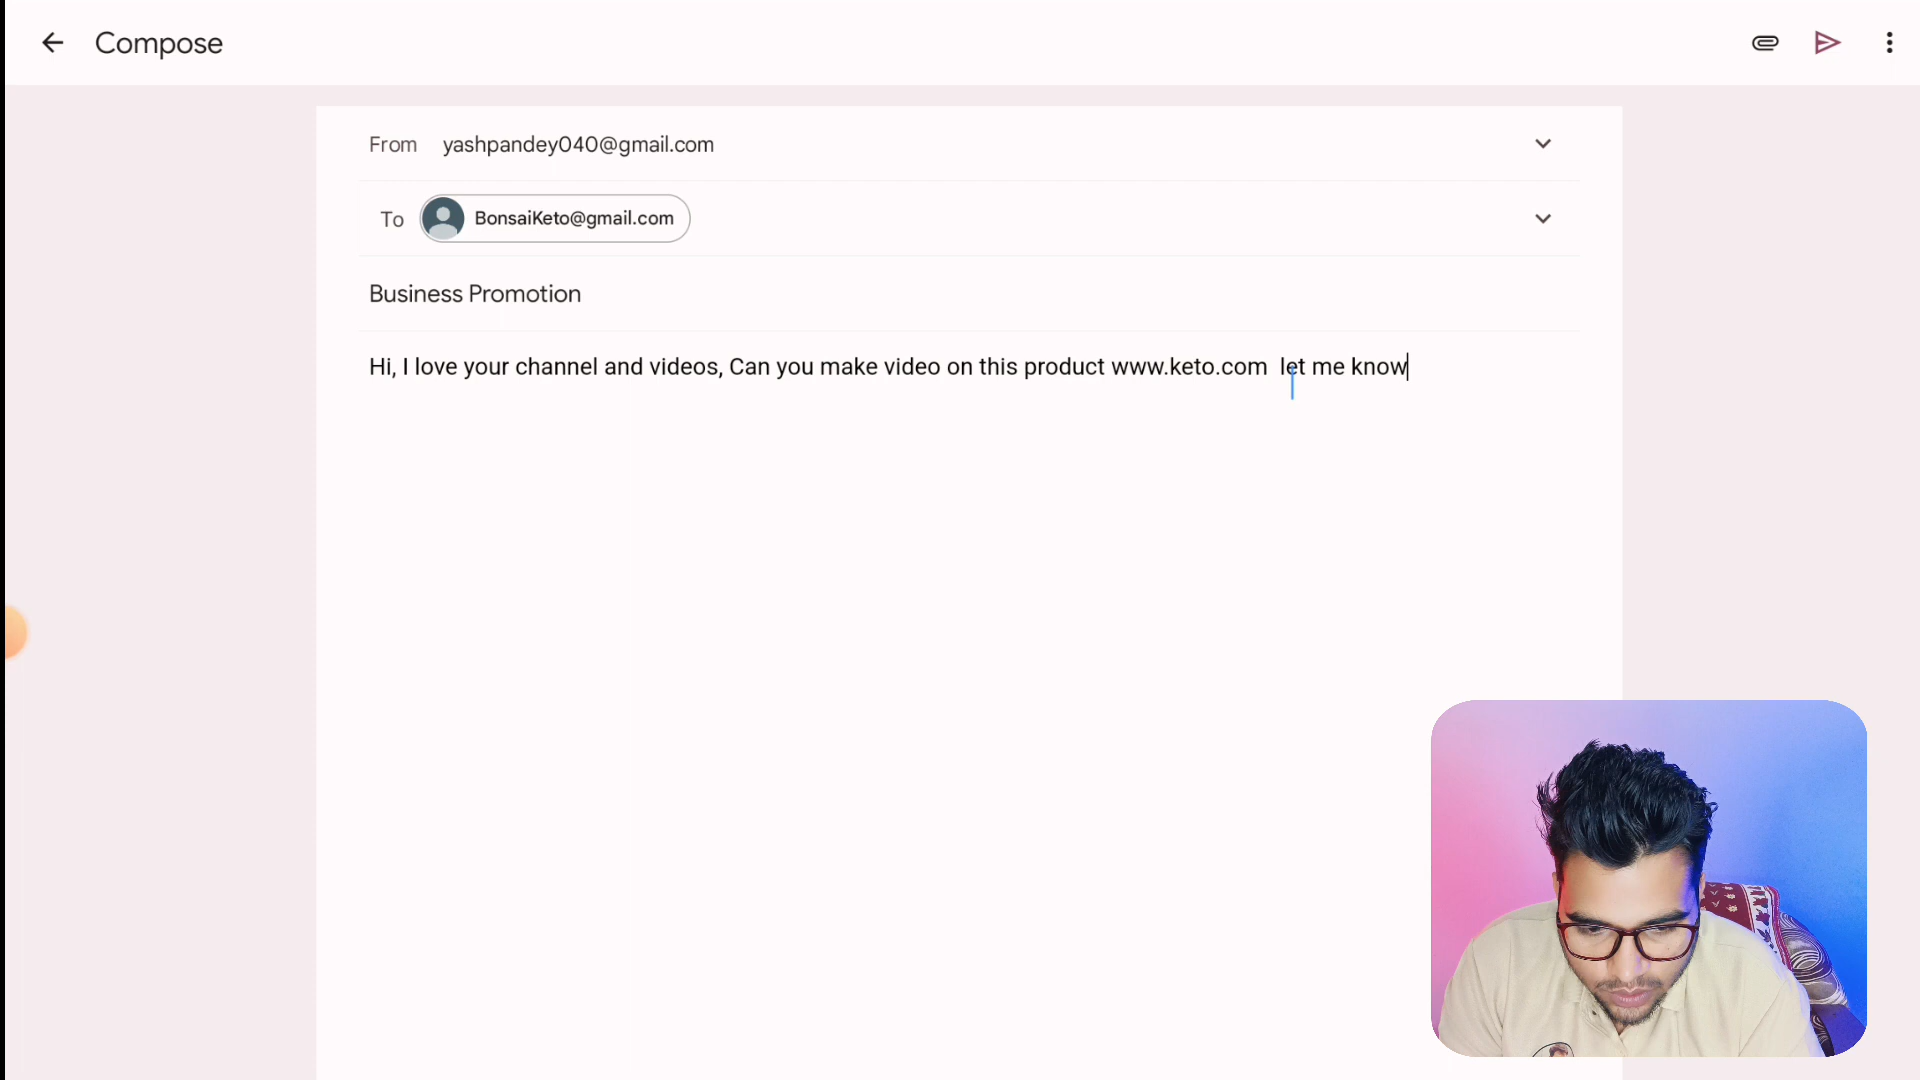 Compose
From yashpandey040@gmail.com
To BonsaiKeto@gmail.com
Business Promotion
Hi, I love your channel and videos, Can you make video on this product www.keto.com  let me know